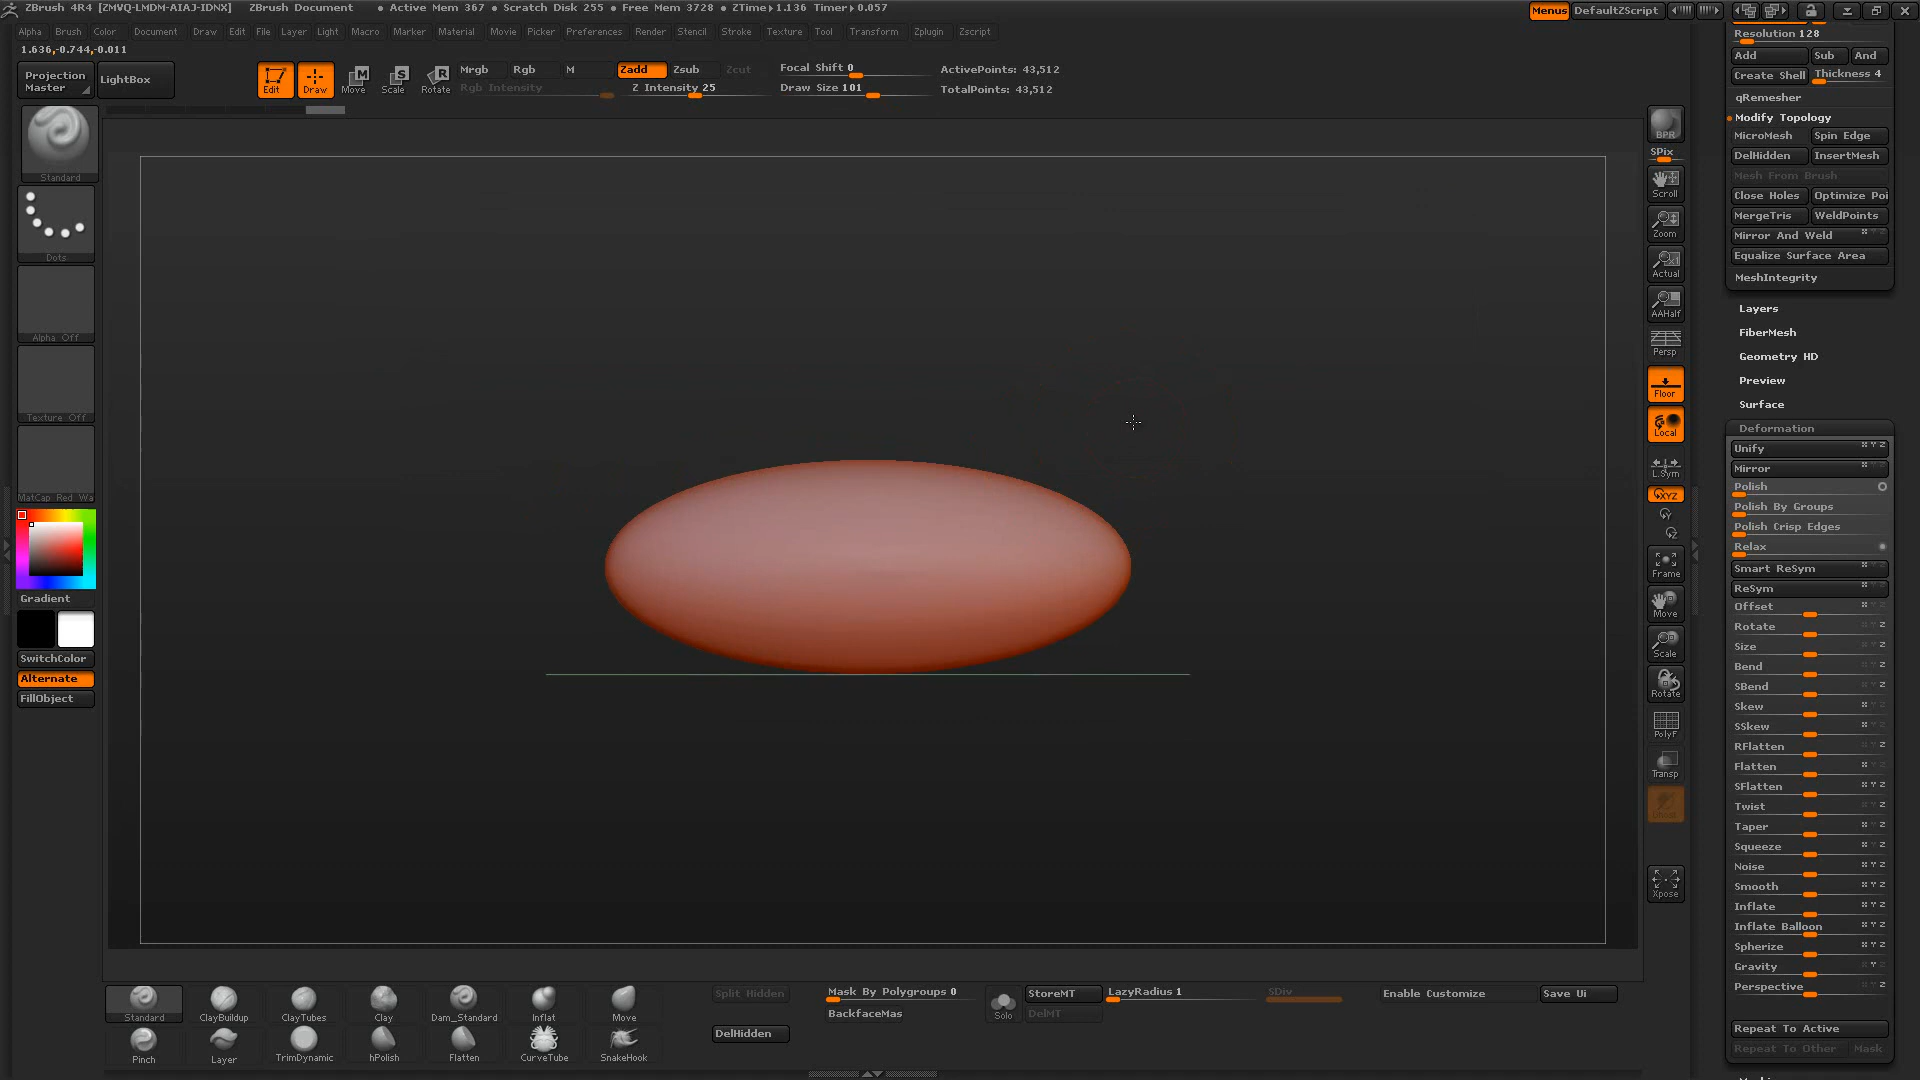 ZBrush 4R4 [ZMVQ-LMDM-AIAJ-IDNX] ZBrush Document • Active Mem 367 • Scratch Disk 255 • Free Mem 3728 • ZTime▸1.136 Timer▸0.057
Menus DefaultZScript
Alpha Brush Color Document Draw Edit File Layer Light Macro Marker Material Movie Picker Preferences Render Stencil Stroke Texture Tool Transform Zplugin Zscript
1.636,-0.744,-0.011
Projection Master
LightBox
Edit
Draw
Move
Scale
Rotate
Mrgb Rgb M
Rgb Intensity
Zadd Zsub Zcut
Z Intensity 25
Focal Shift 0
Draw Size 101
ActivePoints: 43,512
TotalPoints: 43,512
Standard
Dots
Alpha Off
Texture Off
MatCap Red Wa
Gradient
SwitchColor
Alternate
FillObject
BPR
SPix
Scroll
Zoom
Actual
AAHalf
Persp
Floor
Local
L.Sym
XYZ
Y
Z
Frame
Move
Scale
Rotate
PolyF
Transp
Xpose
Resolution 128
Add Sub And
Create Shell Thickness 4
qRemesher
Modify Topology
MicroMesh Spin Edge
DelHidden InsertMesh
Mesh From Brush
Close Holes Optimize Poi
MergeTris WeldPoints
Mirror And Weld
Equalize Surface Area
MeshIntegrity
Layers
FiberMesh
Geometry HD
Preview
Surface
Deformation
Unify
Mirror
Polish
Polish By Groups
Polish Crisp Edges
Relax
Smart ReSym
ReSym
Offset
Rotate
Size
Bend
SBend
Skew
SSkew
RFlatten
Flatten
SFlatten
Twist
Taper
Squeeze
Noise
Smooth
Inflate
Inflate Balloon
Spherize
Gravity
Perspective
Repeat To Active
Repeat To Other Mask
Standard ClayBuildup ClayTubes Clay Dam_Standard Inflat Move
Pinch Layer TrimDynamic hPolish Flatten CurveTube SnakeHook
Split Hidden
DelHidden
Mask By Polygroups 0
BackfaceMas
Solo
StoreMT
DelMT
LazyRadius 1
SDiv
Enable Customize
Save Ui